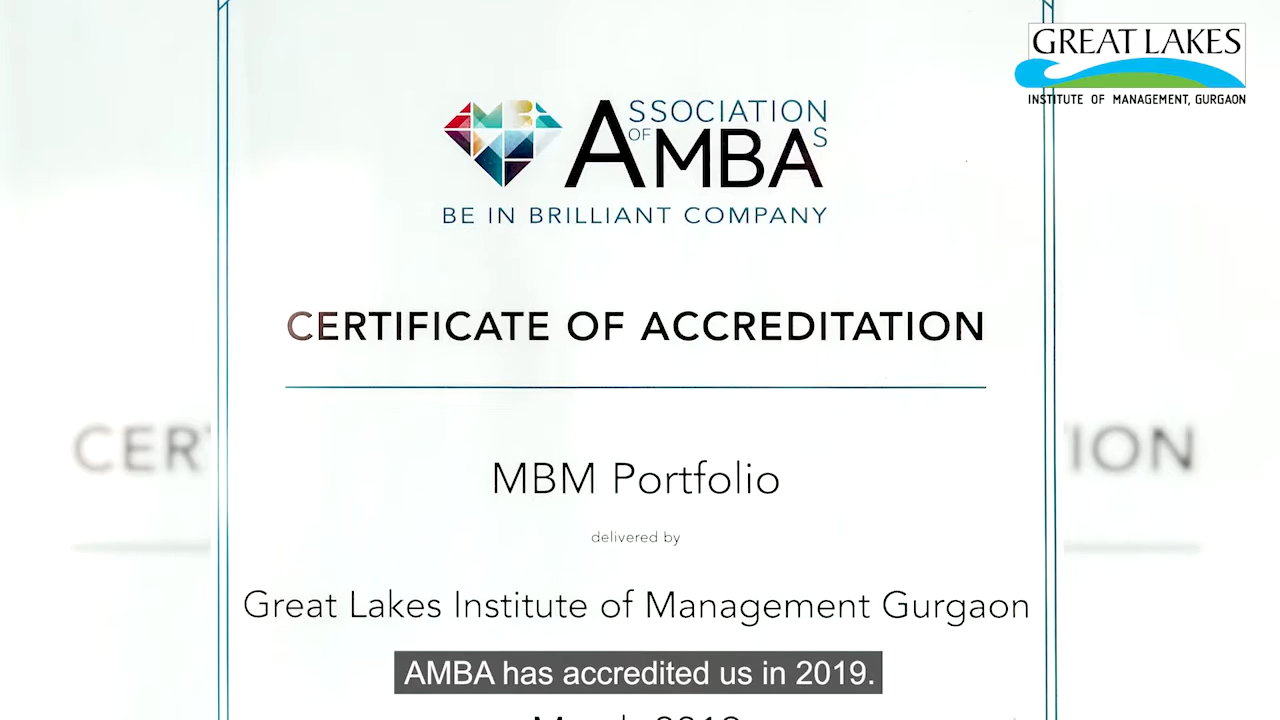 GREAT LAKES
INSTITUTE OF MANAGEMENT, GURGAON
ASSOCIATION
OF AMBAS
BE IN BRILLIANT COMPANY
CERTIFICATE OF ACCREDITATION
MBM Portfolio
delivered by
Great Lakes Institute of Management Gurgaon
AMBA has accredited us in 2019.